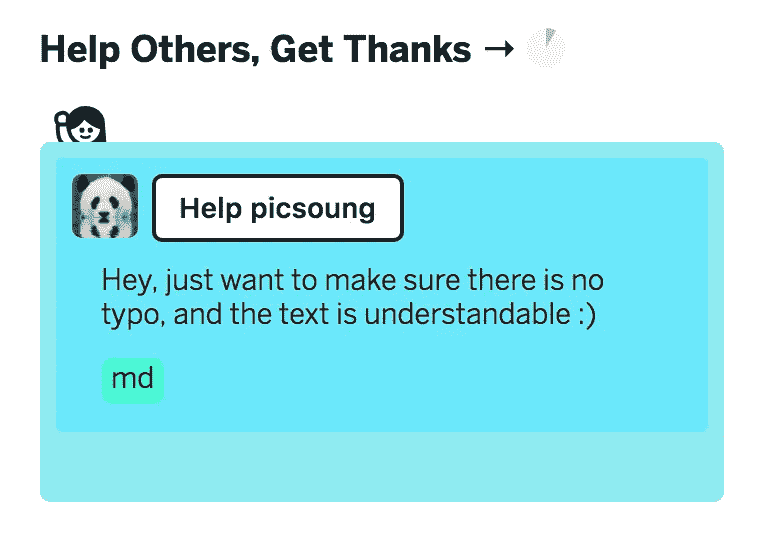 Help Others, Get Thanks →
Help picsoung
Hey, just want to make sure there is no
typo, and the text is understandable :)
md